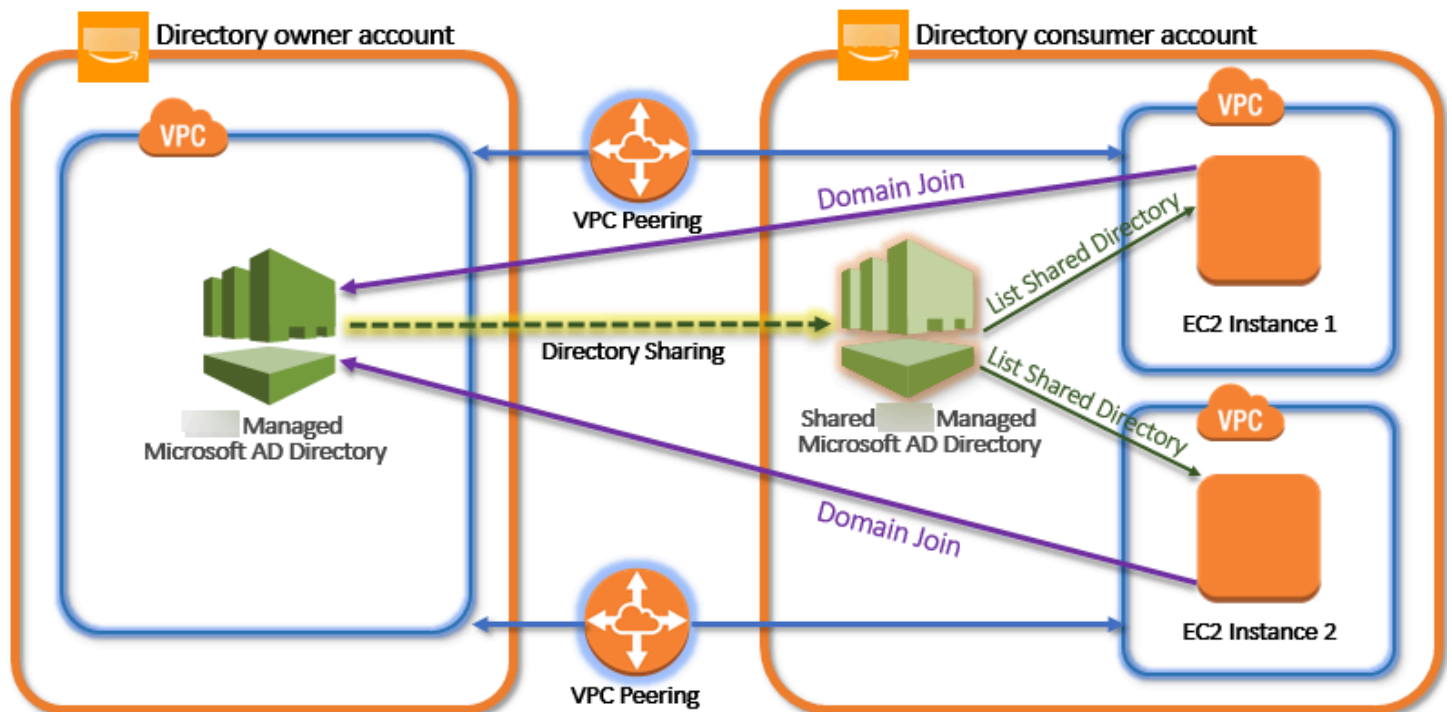 Directory owner account
Directory consumer account
VPC
VPC
VPC Peering
Domain Join
List Shared Directory
EC2 Instance 1
Directory Sharing
Managed
Microsoft AD Directory
Shared Managed
Microsoft AD Directory
List Shared Directory
VPC
Domain Join
EC2 Instance 2
VPC Peering